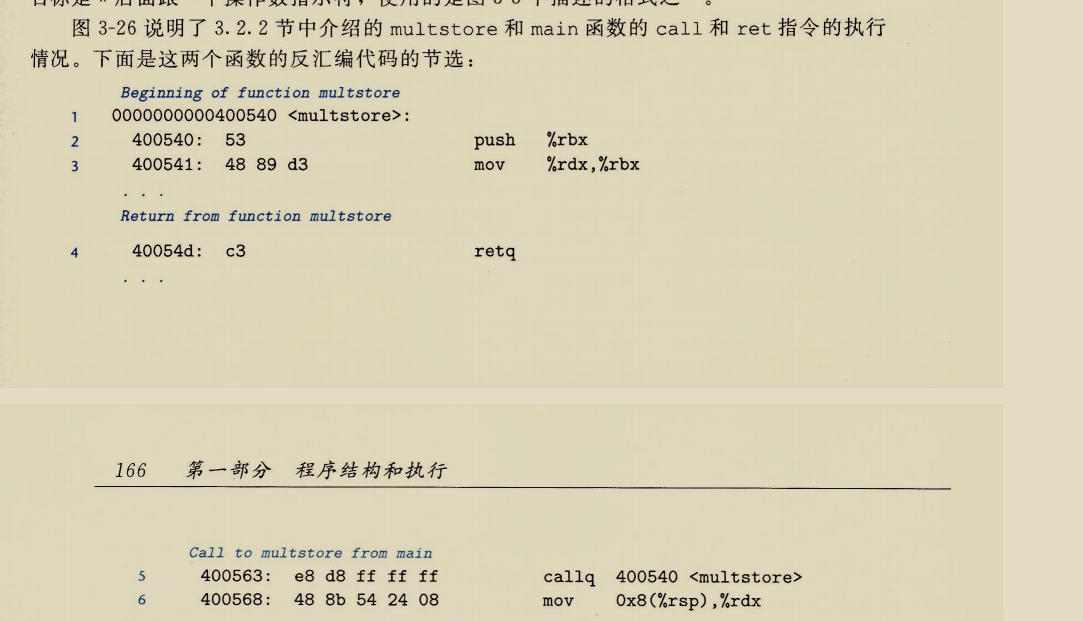 图 3-26 说明了 3.2.2 节中介绍的 multstore 和 main 函数的 call 和 ret 指令的执行
情况。下面是这两个函数的反汇编代码的节选：
Beginning of function multstore
1 0000000000400540 <multstore>:
2 400540: 53 push %rbx
3 400541: 48 89 d3 mov %rdx,%rbx
. . .
Return from function multstore
4 40054d: c3 retq
. . .
166 第一部分 程序结构和执行
Call to multstore from main
5 400563: e8 d8 ff ff ff callq 400540 <multstore>
6 400568: 48 8b 54 24 08 mov 0x8(%rsp),%rdx